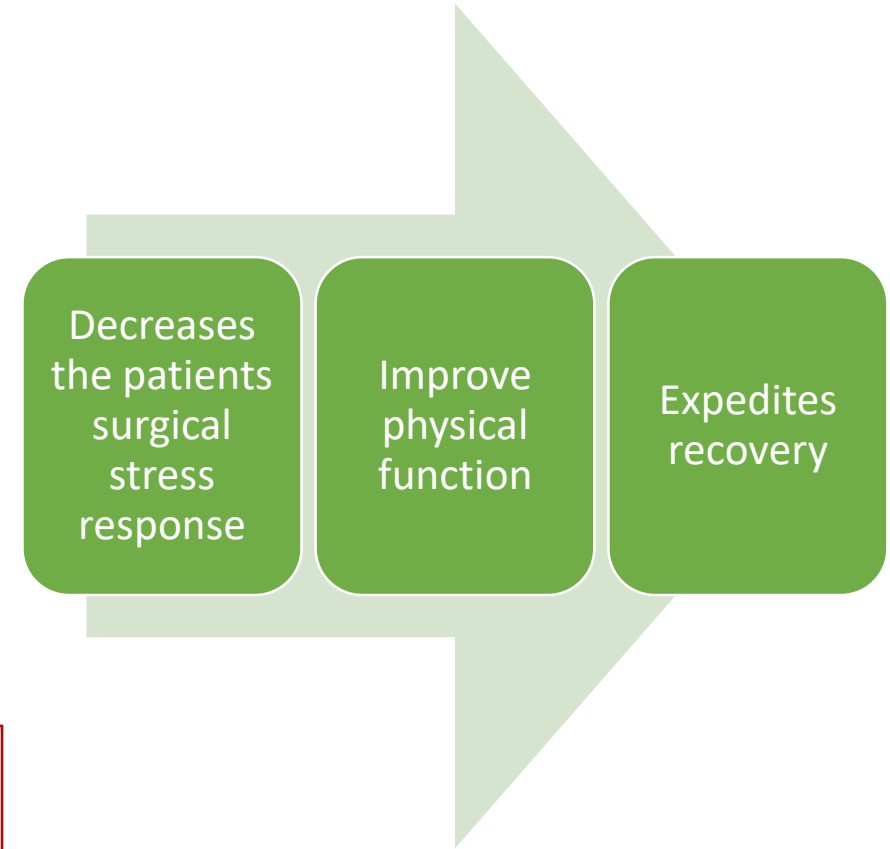 Decreases
the patients
surgical
stress
response
Improve
physical
function
Expedites
recovery